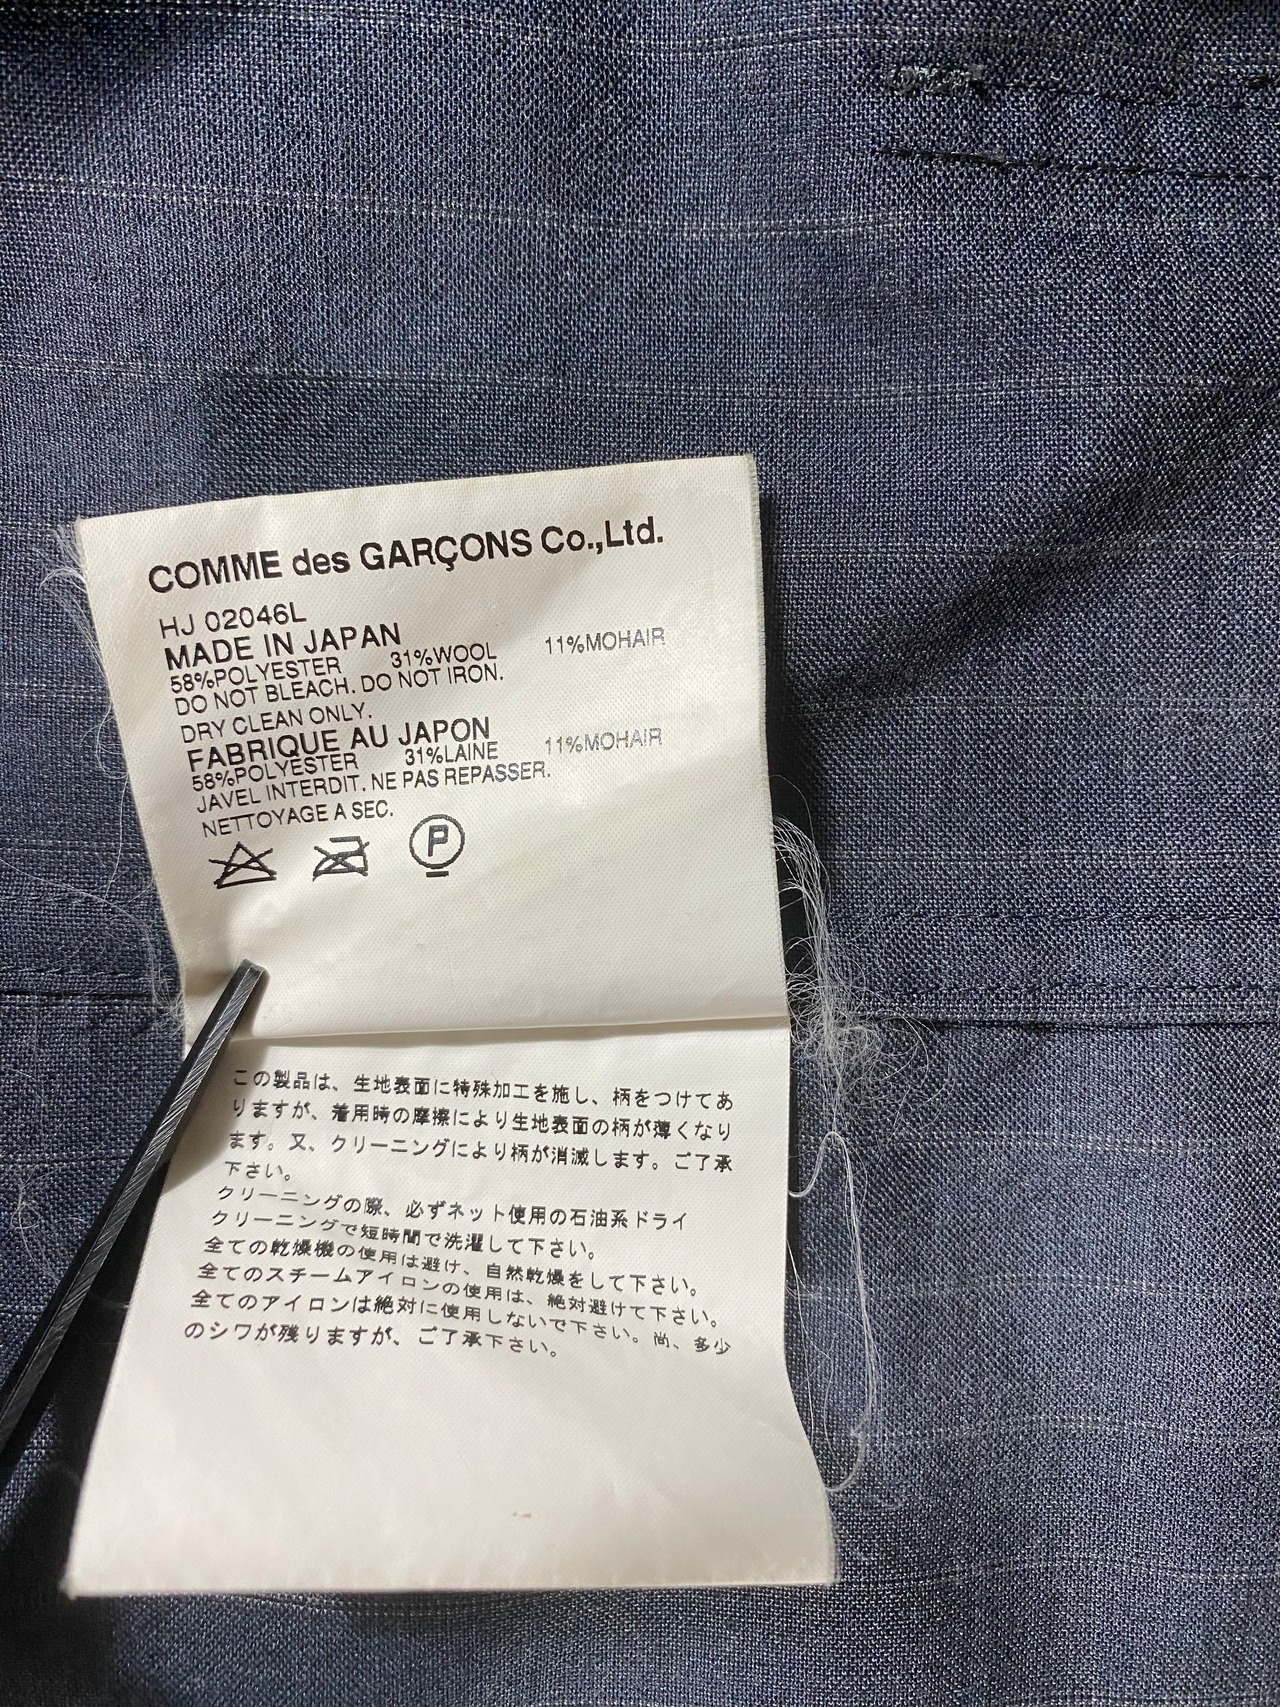 COMME des GARÇONS Co.,Ltd.
HJ 02046L
MADE IN JAPAN
58%POLYESTER 31%WOOL 11%MOHAIR
DO NOT BLEACH. DO NOT IRON.
DRY CLEAN ONLY.
FABRIQUE AU JAPON
58%POLYESTER 31%LAINE 11%MOHAIR
JAVEL INTERDIT. NE PAS REPASSER.
NETTOYAGE A SEC.
P
この製品は、生地表面に特殊加工を施し、柄をつけてあ
りますが、着用時の摩擦により生地表面の柄が薄くなり
ます。又、クリーニングにより柄が消滅します。ご了承
下さい。
クリーニングの際、必ずネット使用の石油系ドライ
クリーニングで短時間で洗濯して下さい。
全ての乾燥機の使用は避け、自然乾燥をして下さい。
全てのスチームアイロンの使用は、絶対避けて下さい。
全てのアイロンは絶対に使用しないで下さい。尚、多少
のシワが残りますが、ご了承下さい。